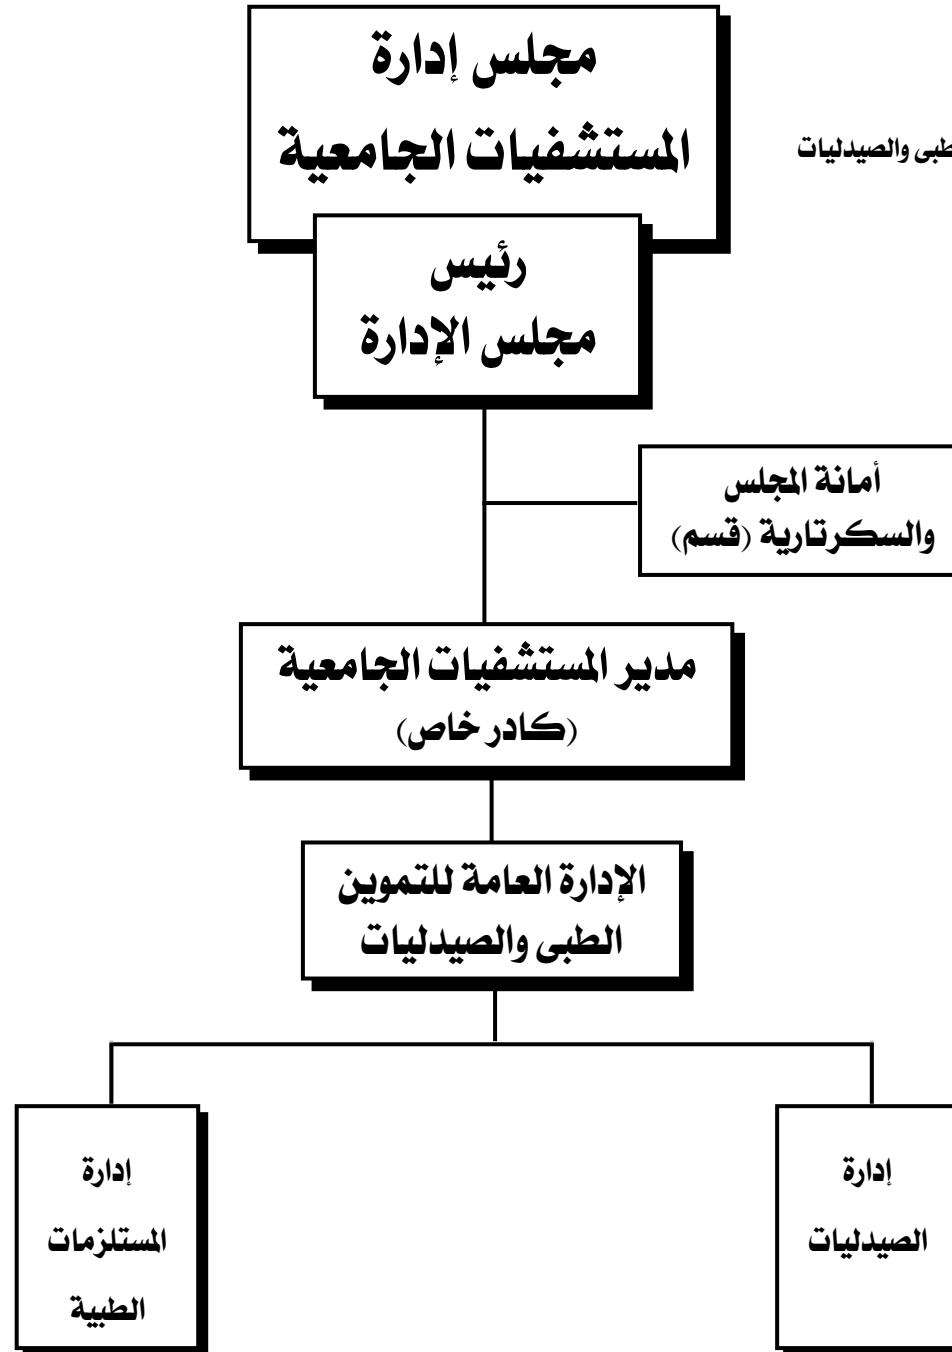 مجلس إدارة
المستشفيات الجامعية
والصيدليات
رئيس
مجلس الإدارة
أمانة المجلس
والسكرتارية (قسم)
مدير المستشفيات الجامعية
(كادر خاص)
الإدارة العامة للتموين
الطبى والصيدليات
إدارة
الصيدليات
إدارة
المستلزمات
الطبية